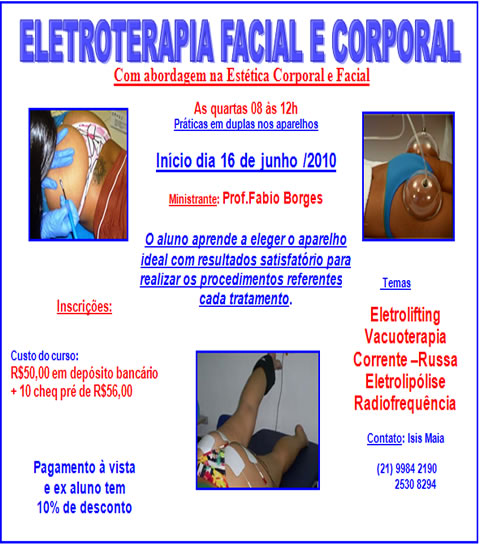 ELETROTERAPIA FACIAL E CORPORAL
Com abordagem na Estética Corporal e Facial
As quartas 08 às 12h
Práticas em duplas nos aparelhos
Início dia 16 de junho /2010
Ministrante: Prof.Fabio Borges
O aluno aprende a eleger o aparelho
ideal com resultados satisfatório para
realizar os procedimentos referentes
cada tratamento.
Inscrições:
Custo do curso:
R$50,00 em depósito bancário
+ 10 cheq pré de R$56,00
Pagamento à vista
e ex aluno tem
10% de desconto
Temas
Eletrolifting
Vacuoterapia
Corrente –Russa
Eletrolipólise
Radiofrequência
Contato: Isis Maia
(21) 9984 2190
2530 8294